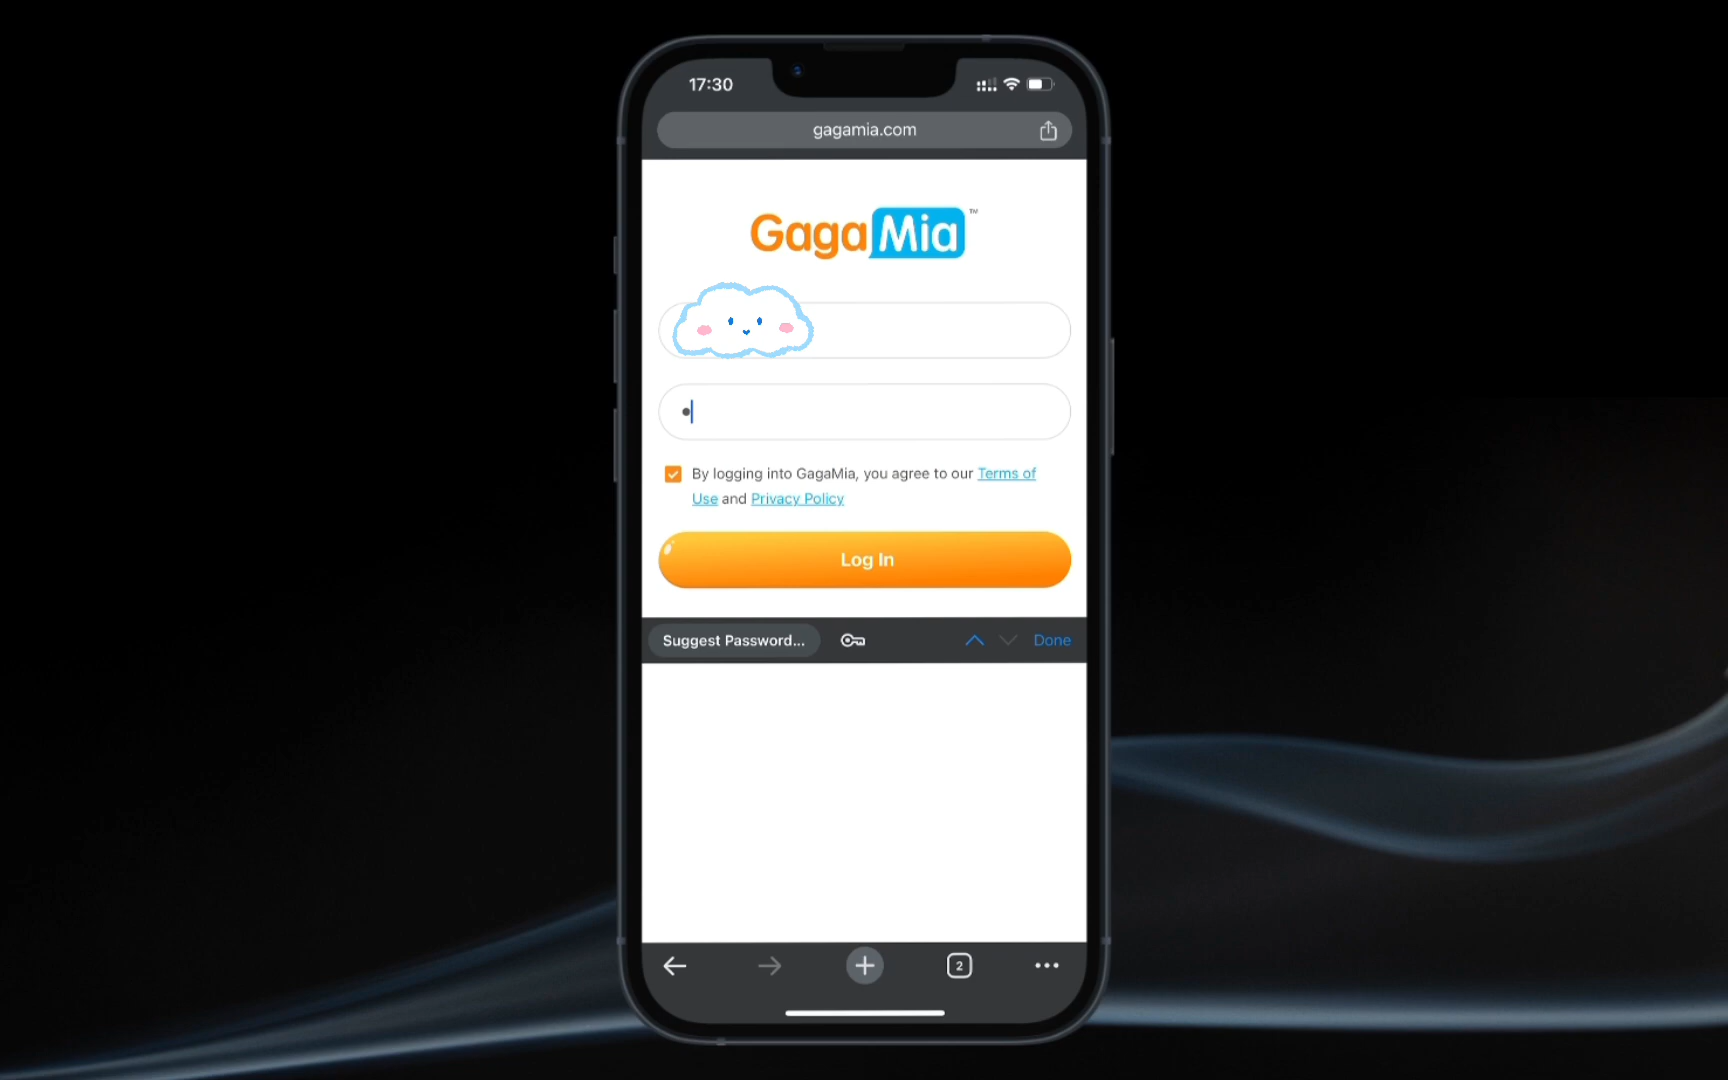 17:30
gagamia.com
GagaMia™
By logging into GagaMia, you agree to our Terms of
Use and Privacy Policy
Log In
Suggest Password...
Done
2